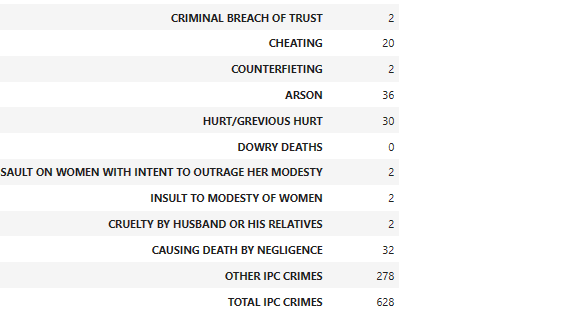 CRIMINAL BREACH OF TRUST 2
CHEATING 20
COUNTERFIETING 2
ARSON 36
HURT/GREVIOUS HURT 30
DOWRY DEATHS 0
SAULT ON WOMEN WITH INTENT TO OUTRAGE HER MODESTY 2
INSULT TO MODESTY OF WOMEN 2
CRUELTY BY HUSBAND OR HIS RELATIVES 2
CAUSING DEATH BY NEGLIGENCE 32
OTHER IPC CRIMES 278
TOTAL IPC CRIMES 628